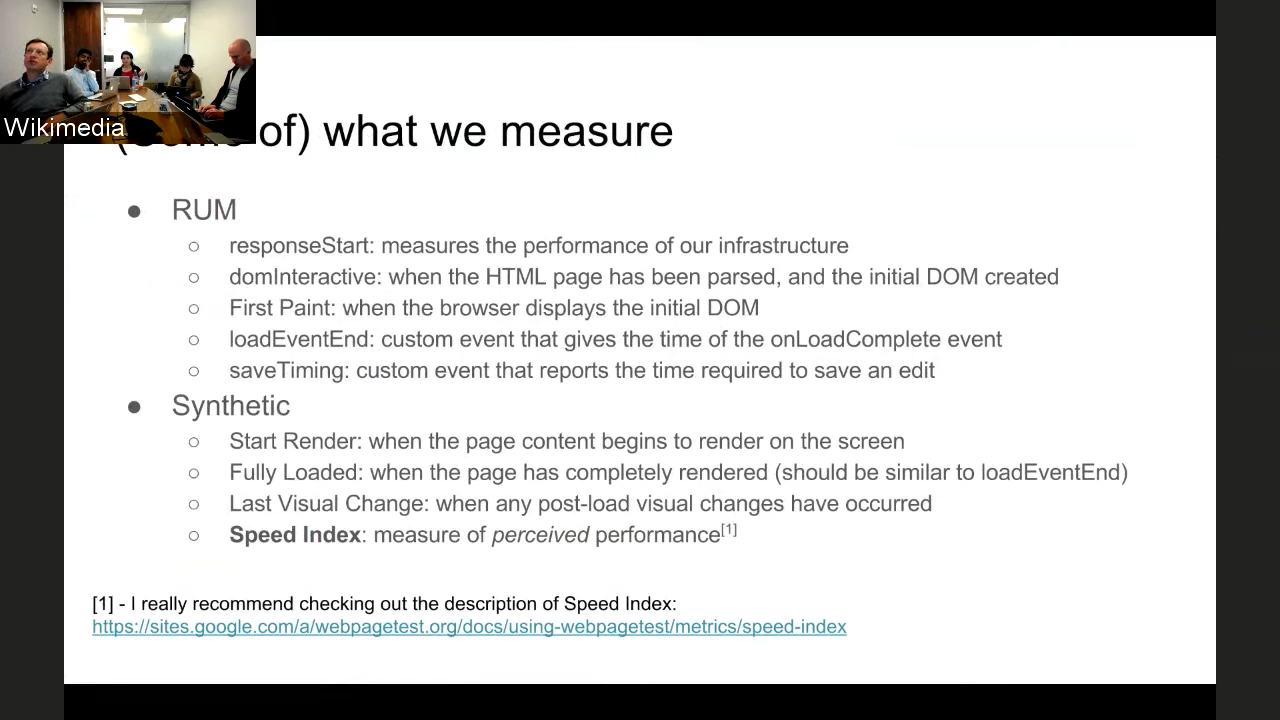 Wikimedia
of) what we measure
● RUM
○ responseStart: measures the performance of our infrastructure
○ domInteractive: when the HTML page has been parsed, and the initial DOM created
○ First Paint: when the browser displays the initial DOM
○ loadEventEnd: custom event that gives the time of the onLoadComplete event
○ saveTiming: custom event that reports the time required to save an edit
● Synthetic
○ Start Render: when the page content begins to render on the screen
○ Fully Loaded: when the page has completely rendered (should be similar to loadEventEnd)
○ Last Visual Change: when any post-load visual changes have occurred
○ Speed Index: measure of perceived performance[1]
[1] - I really recommend checking out the description of Speed Index:
https://sites.google.com/a/webpagetest.org/docs/using-webpagetest/metrics/speed-index